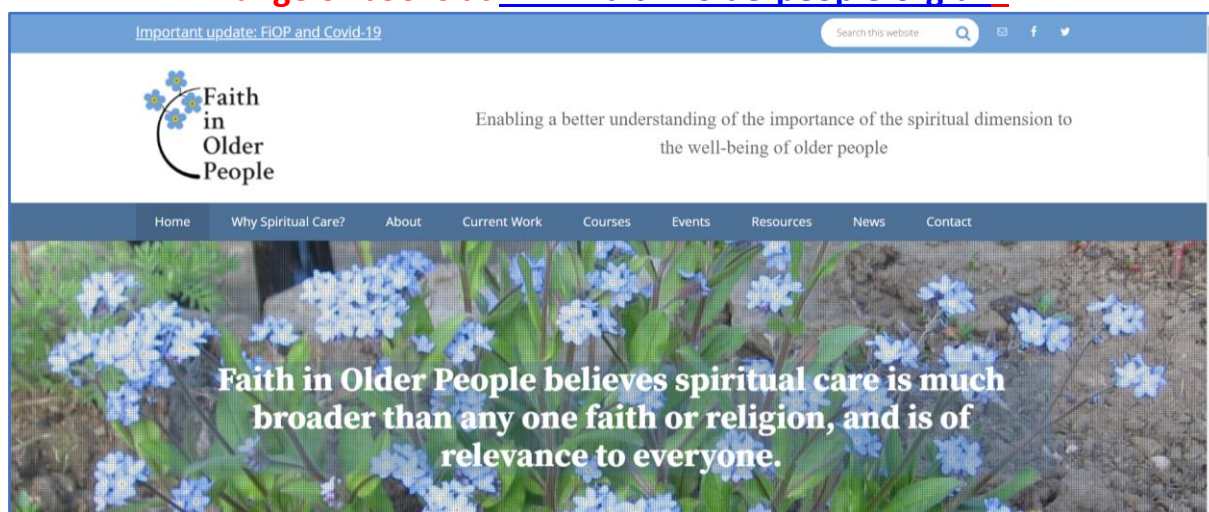 Important update: FiOP and Covid-19
Search this website
Faith
in
Older
People
Enabling a better understanding of the importance of the spiritual dimension to
the well-being of older people
Home Why Spiritual Care? About Current Work Courses Events Resources News Contact
Faith in Older People believes spiritual care is much
broader than any one faith or religion, and is of
relevance to everyone.